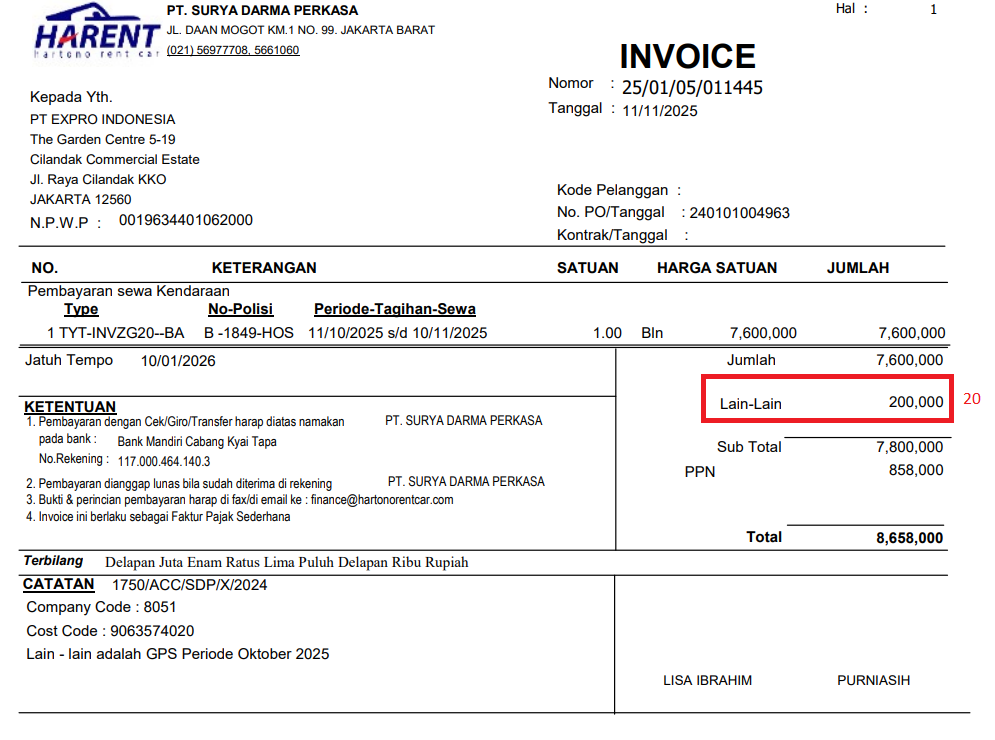 HARENT
hartono rent car
PT. SURYA DARMA PERKASA
JL. DAAN MOGOT KM.1 NO. 99. JAKARTA BARAT
(021) 56977708, 5661060
Hal : 1
INVOICE
Nomor : 25/01/05/011445
Tanggal : 11/11/2025
Kepada Yth.
PT EXPRO INDONESIA
The Garden Centre 5-19
Cilandak Commercial Estate
Jl. Raya Cilandak KKO
JAKARTA 12560
N.P.W.P : 0019634401062000
Kode Pelanggan :
No. PO/Tanggal : 240101004963
Kontrak/Tanggal :
NO. KETERANGAN SATUAN HARGA SATUAN JUMLAH
Pembayaran sewa Kendaraan
Type No-Polisi Periode-Tagihan-Sewa
1 TYT-INVZG20--BA B -1849-HOS 11/10/2025 s/d 10/11/2025 1.00 Bln 7,600,000 7,600,000
Jatuh Tempo 10/01/2026
Jumlah 7,600,000
Lain-Lain 200,000 20
Sub Total 7,800,000
PPN 858,000
Total 8,658,000
KETENTUAN
1. Pembayaran dengan Cek/Giro/Transfer harap diatas namakan PT. SURYA DARMA PERKASA
pada bank : Bank Mandiri Cabang Kyai Tapa
No.Rekening : 117.000.464.140.3
2. Pembayaran dianggap lunas bila sudah diterima di rekening PT. SURYA DARMA PERKASA
3. Bukti & perincian pembayaran harap di fax/di email ke : finance@hartonorentcar.com
4. Invoice ini berlaku sebagai Faktur Pajak Sederhana
Terbilang Delapan Juta Enam Ratus Lima Puluh Delapan Ribu Rupiah
CATATAN 1750/ACC/SDP/X/2024
Company Code : 8051
Cost Code : 9063574020
Lain - lain adalah GPS Periode Oktober 2025
LISA IBRAHIM PURNIASIH